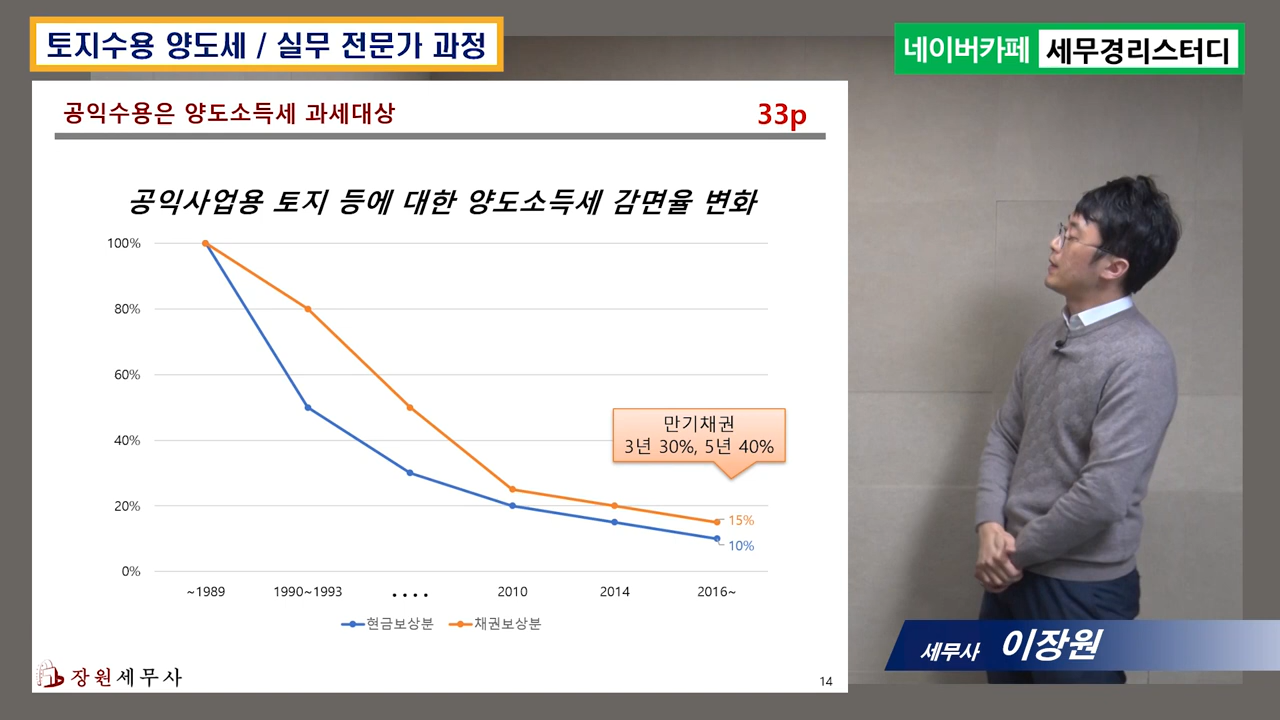 토지수용 양도세 / 실무 전문가 과정
네이버카페 세무경리스터디
공익수용은 양도소득세 과세대상
33p
공익사업용 토지 등에 대한 양도소득세 감면율 변화
100%
80%
60%
40%
20%
0%
만기채권
3년 30%, 5년 40%
15%
10%
~1989
1990~1993
. . . .
2010
2014
2016~
현금보상분
채권보상분
장원세무사
14
세무사 이장원